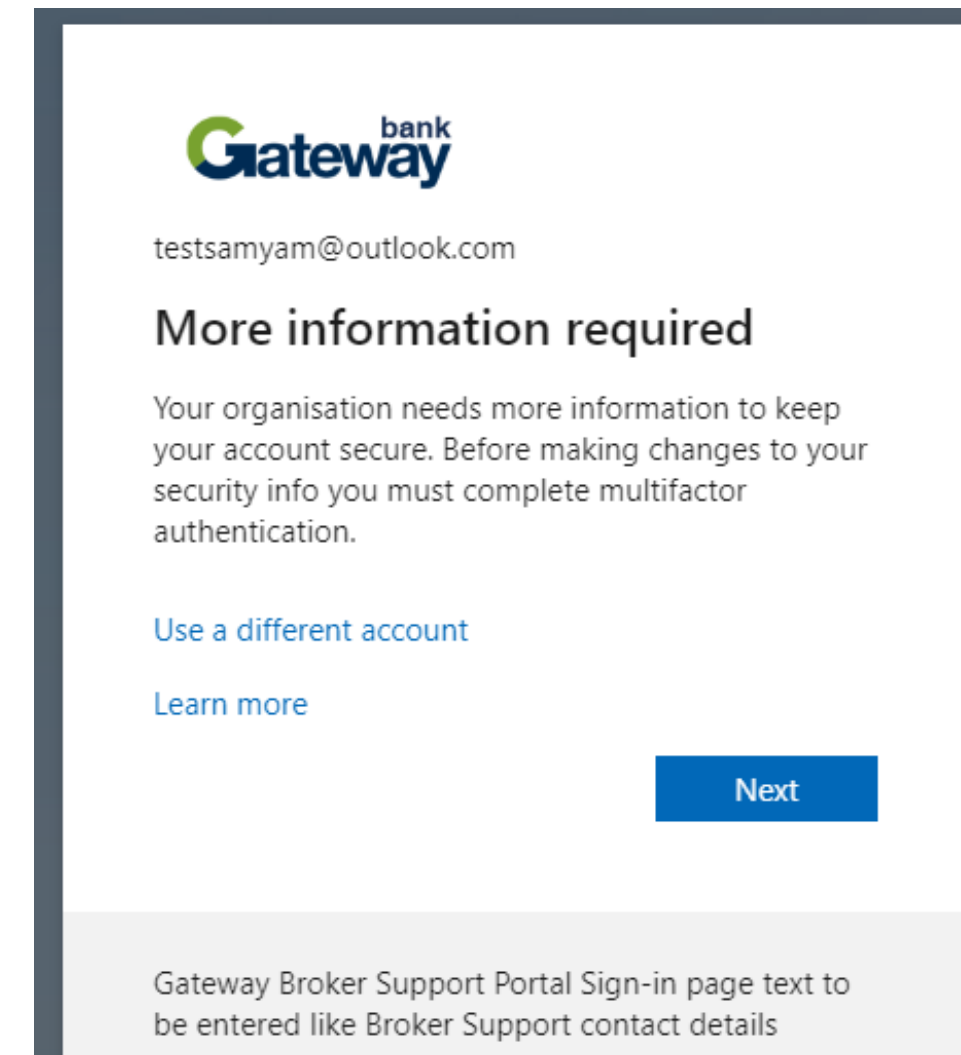 Gateway bank
testsamyam@outlook.com
More information required
Your organisation needs more information to keep
your account secure. Before making changes to your
security info you must complete multifactor
authentication.
Use a different account
Learn more
Next
Gateway Broker Support Portal Sign-in page text to
be entered like Broker Support contact details